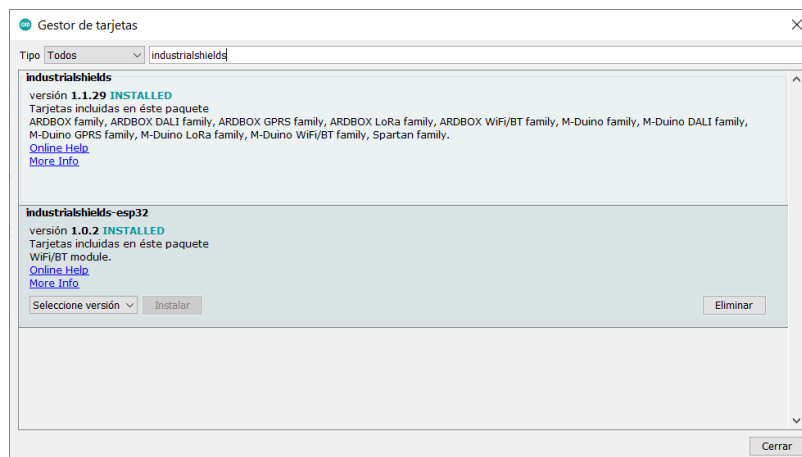 Gestor de tarjetas
Tipo Todos industrialshields
industrialshields
versión 1.1.29 INSTALLED
Tarjetas incluidas en éste paquete
ARDBOX family, ARDBOX DALI family, ARDBOX GPRS family, ARDBOX LoRa family, ARDBOX WiFi/BT family, M-Duino family, M-Duino DALI family,
M-Duino GPRS family, M-Duino LoRa family, M-Duino WiFi/BT family, Spartan family.
Online Help
More Info
industrialshields-esp32
versión 1.0.2 INSTALLED
Tarjetas incluidas en éste paquete
WiFi/BT module.
Online Help
More Info
Seleccione versión Instalar Eliminar
Cerrar